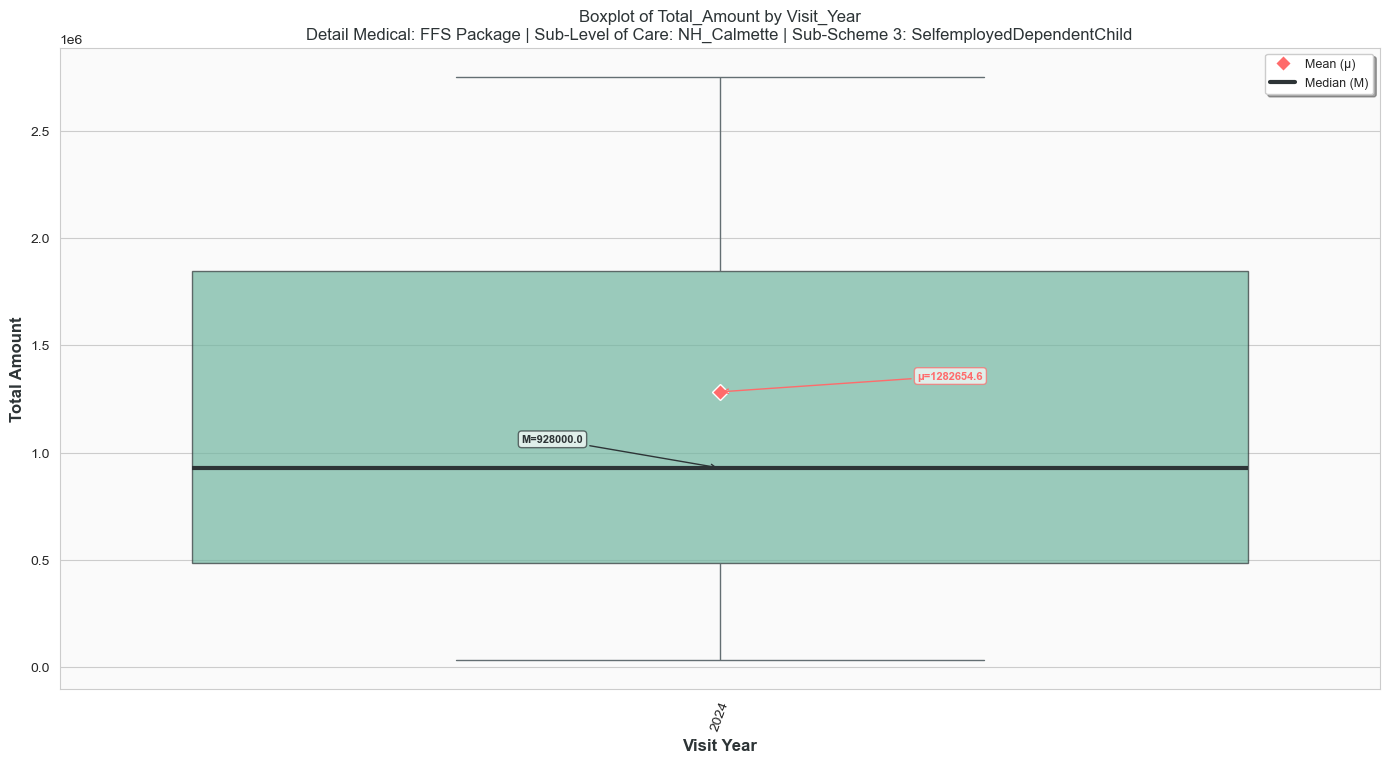 Boxplot of Total_Amount by Visit_Year
Detail Medical: FFS Package | Sub-Level of Care: NH_Calmette | Sub-Scheme 3: SelfemployedDependentChild
1e6
Mean (μ)
Median (M)
2.5
2.0
1.5
1.0
0.5
0.0
Total Amount
μ=1282654.6
M=928000.0
2024
Visit Year